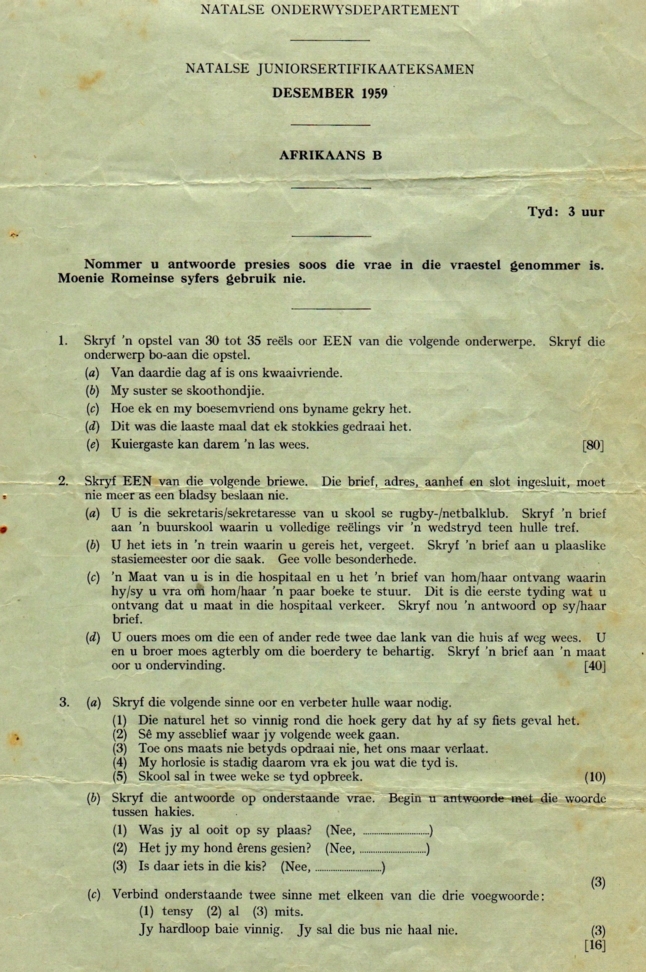 NATALSE ONDERWYSDEPARTEMENT
NATALSE JUNIORSERTIFIKAATEKSAMEN
DESEMBER 1959
AFRIKAANS B
Tyd: 3 uur
Nommer u antwoorde presies soos die vrae in die vraestel genommer is.
Moenie Romeinse syfers gebruik nie.
1. Skryf 'n opstel van 30 tot 35 reëls oor EEN van die volgende onderwerpe. Skryf die
onderwerp bo-aan die opstel.
(a) Van daardie dag af is ons kwaaivriende.
(b) My suster se skoothondjie.
(c) Hoe ek en my boesemvriend ons byname gekry het.
(d) Dit was die laaste maal dat ek stokkies gedraai het.
(e) Kuiergaste kan darem 'n las wees. [80]
2. Skryf EEN van die volgende briewe. Die brief, adres, aanhef en slot ingesluit, moet
nie meer as een bladsy beslaan nie.
(a) U is die sekretaris/sekretaresse van u skool se rugby-/netbalklub. Skryf 'n brief
aan 'n buurskool waarin u volledige reëlings vir 'n wedstryd teen hulle tref.
(b) U het iets in 'n trein waarin u gereis het, vergeet. Skryf 'n brief aan u plaaslike
stasiemeester oor die saak. Gee volle besonderhede.
(c) 'n Maat van u is in die hospitaal en u het 'n brief van hom/haar ontvang waarin
hy/sy u vra om hom/haar 'n paar boeke te stuur. Dit is die eerste tyding wat u
ontvang dat u maat in die hospitaal verkeer. Skryf nou 'n antwoord op sy/haar
brief.
(d) U ouers moes om die een of ander rede twee dae lank van die huis af weg wees. U
en u broer moes agterbly om die boerdery te behartig. Skryf 'n brief aan 'n maat
oor u ondervinding. [40]
3. (a) Skryf die volgende sinne oor en verbeter hulle waar nodig.
(1) Die naturel het so vinnig rond die hoek gery dat hy af sy fiets geval het.
(2) Sê my asseblief waar jy volgende week gaan.
(3) Toe ons maats nie betyds opdraai nie, het ons maar verlaat.
(4) My horlosie is stadig daarom vra ek jou wat die tyd is.
(5) Skool sal in twee weke se tyd opbreek. (10)
(b) Skryf die antwoorde op onderstaande vrae. Begin u antwoorde met die woorde
tussen hakies.
(1) Was jy al ooit op sy plaas? (Nee, ..............................)
(2) Het jy my hond êrens gesien? (Nee, ..............................)
(3) Is daar iets in die kis? (Nee, ..............................)
(3)
(c) Verbind onderstaande twee sinne met elkeen van die drie voegwoorde:
(1) tensy (2) al (3) mits.
Jy hardloop baie vinnig. Jy sal die bus nie haal nie. (3)
[16]